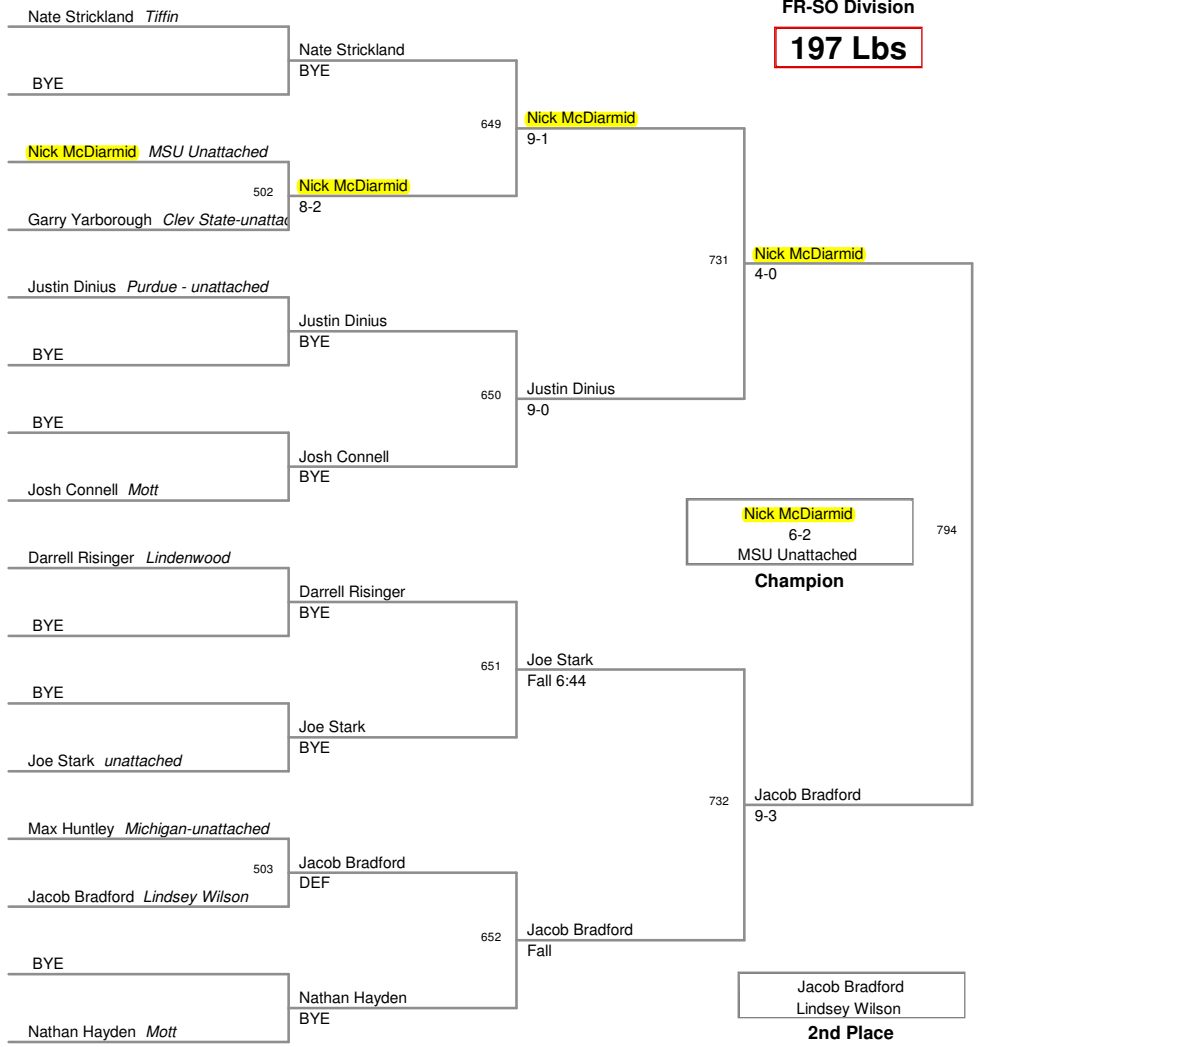 FR-SO Division
197 Lbs
Nate Strickland Tiffin
Nate Strickland
BYE
BYE
649
Nick McDiarmid
9-1
Nick McDiarmid MSU Unattached
502
Nick McDiarmid
8-2
Garry Yarborough Clev State-unattac
731
Nick McDiarmid
4-0
Justin Dinius Purdue - unattached
Justin Dinius
BYE
BYE
650
Justin Dinius
9-0
BYE
Josh Connell
BYE
Josh Connell Mott
Nick McDiarmid
6-2
MSU Unattached
Champion
794
Darrell Risinger Lindenwood
Darrell Risinger
BYE
BYE
651
Joe Stark
Fall 6:44
BYE
Joe Stark
BYE
Joe Stark unattached
732
Jacob Bradford
9-3
Max Huntley Michigan-unattached
503
Jacob Bradford
DEF
Jacob Bradford Lindsey Wilson
652
Jacob Bradford
Fall
BYE
Nathan Hayden
BYE
Nathan Hayden Mott
Jacob Bradford
Lindsey Wilson
2nd Place